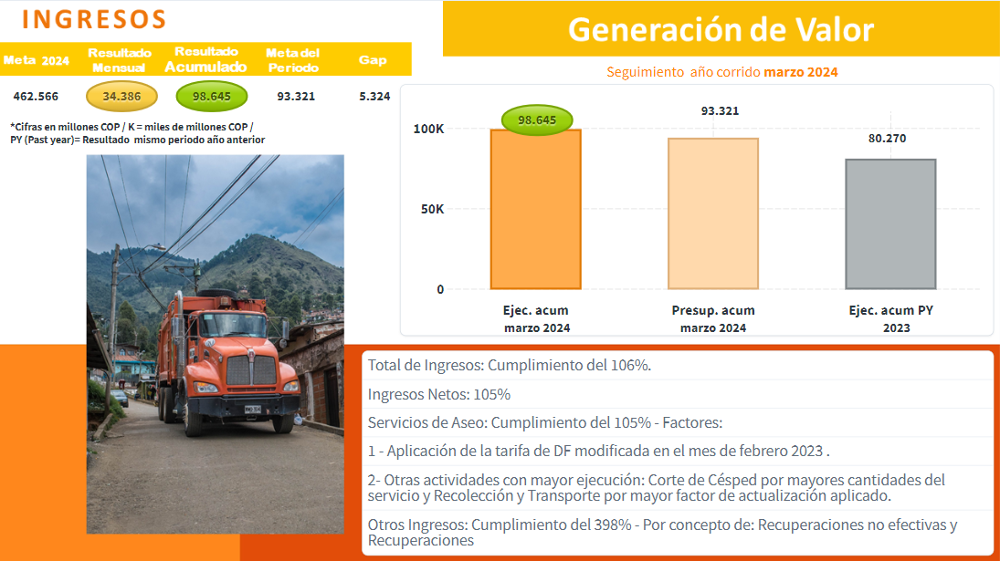 INGRESOS
Meta 2024
Resultado
Mensual
Resultado
Acumulado
Meta del
Periodo
Gap
462.566
34.386
98.645
93.321
5.324
*Cifras en millones COP / K = miles de millones COP /
PY (Past year)= Resultado mismo periodo año anterior
Generación de Valor
Seguimiento año corrido marzo 2024
98.645
93.321
80.270
100K
50K
0
Ejec. acum
marzo 2024
Presup. acum
marzo 2024
Ejec. acum PY
2023
Total de Ingresos: Cumplimiento del 106%.
Ingresos Netos: 105%
Servicios de Aseo: Cumplimiento del 105% - Factores:
1 - Aplicación de la tarifa de DF modificada en el mes de febrero 2023 .
2- Otras actividades con mayor ejecución: Corte de Césped por mayores cantidades del
servicio y Recolección y Transporte por mayor factor de actualización aplicado.
Otros Ingresos: Cumplimiento del 398% - Por concepto de: Recuperaciones no efectivas y
Recuperaciones